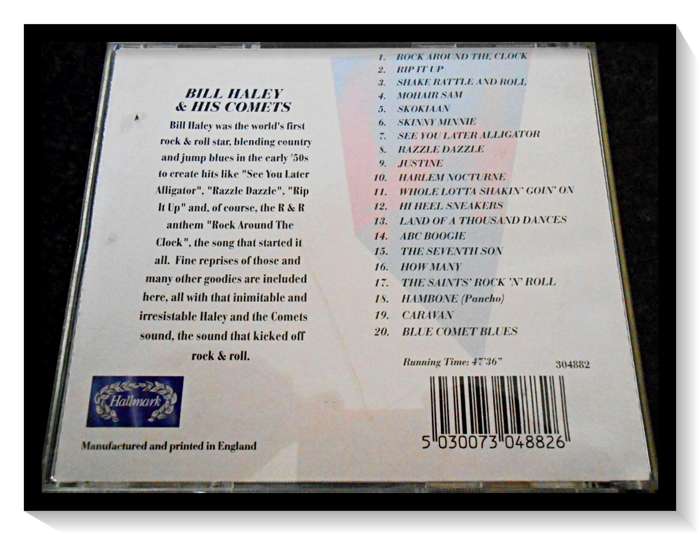 BILL HALEY
& HIS COMETS
Bill Haley was the world's first
rock & roll star, blending country
and jump blues in the early '50s
to create hits like "See You Later
Alligator", "Razzle Dazzle", "Rip
It Up" and, of course, the R & R
anthem "Rock Around The
Clock", the song that started it
all. Fine reprises of those and
many other goodies are included
here, all with that inimitable and
irresistable Haley and the Comets
sound, the sound that kicked off
rock & roll.
Hallmark
Manufactured and printed in England
1. ROCK AROUND THE CLOCK
2. RIP IT UP
3. SHAKE RATTLE AND ROLL
4. MOHAIR SAM
5. SKOKIAAN
6. SKINNY MINNIE
7. SEE YOU LATER ALLIGATOR
8. RAZZLE DAZZLE
9. JUSTINE
10. HARLEM NOCTURNE
11. WHOLE LOTTA SHAKIN' GOIN' ON
12. HI HEEL SNEAKERS
13. LAND OF A THOUSAND DANCES
14. ABC BOOGIE
15. THE SEVENTH SON
16. HOW MANY
17. THE SAINTS' ROCK 'N' ROLL
18. HAMBONE (Pancho)
19. CARAVAN
20. BLUE COMET BLUES
Running Time: 47'36"
304882
5 030073 048826